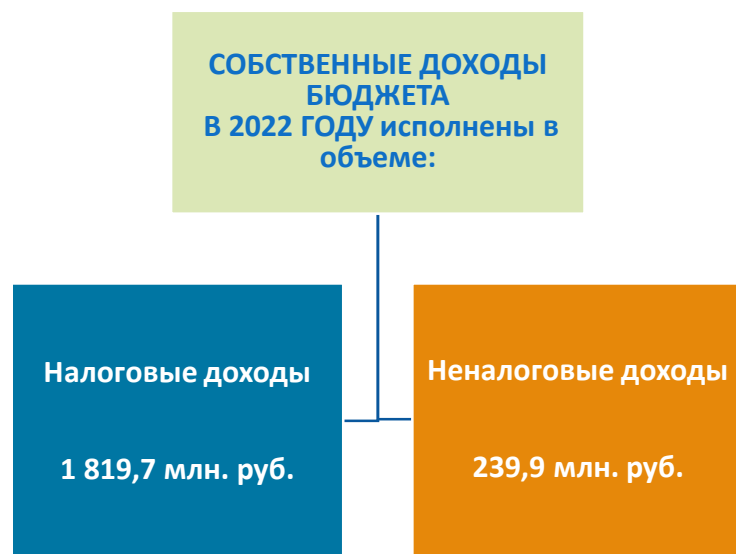 СОБСТВЕННЫЕ ДОХОДЫ
БЮДЖЕТА
В 2022 ГОДУ исполнены в
объеме:
Налоговые доходы
1 819,7 млн. руб.
Неналоговые доходы
239,9 млн. руб.